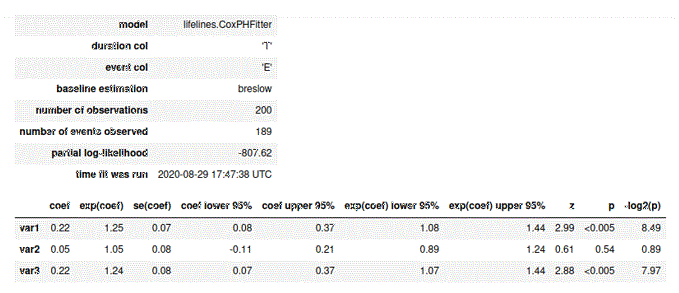 model lifelines.CoxPHFitter
duration col 'T'
event col 'E'
baseline estimation breslow
number of observations 200
number of events observed 189
partial log-likelihood -807.62
time fit was run 2020-08-29 17:47:38 UTC
coef exp(coef) se(coef) coef lower 95% coef upper 95% exp(coef) lower 95% exp(coef) upper 95% z p -log2(p)
var1 0.22 1.25 0.07 0.08 0.37 1.08 1.44 2.99 <0.005 8.49
var2 0.05 1.05 0.08 -0.11 0.21 0.89 1.24 0.61 0.54 0.89
var3 0.22 1.24 0.08 0.07 0.37 1.07 1.44 2.88 <0.005 7.97